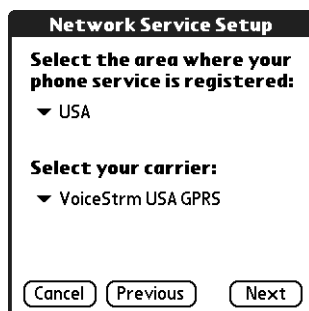 Network Service Setup
Select the area where your
phone service is registered:
USA
Select your carrier:
VoiceStrm USA GPRS
Cancel Previous Next